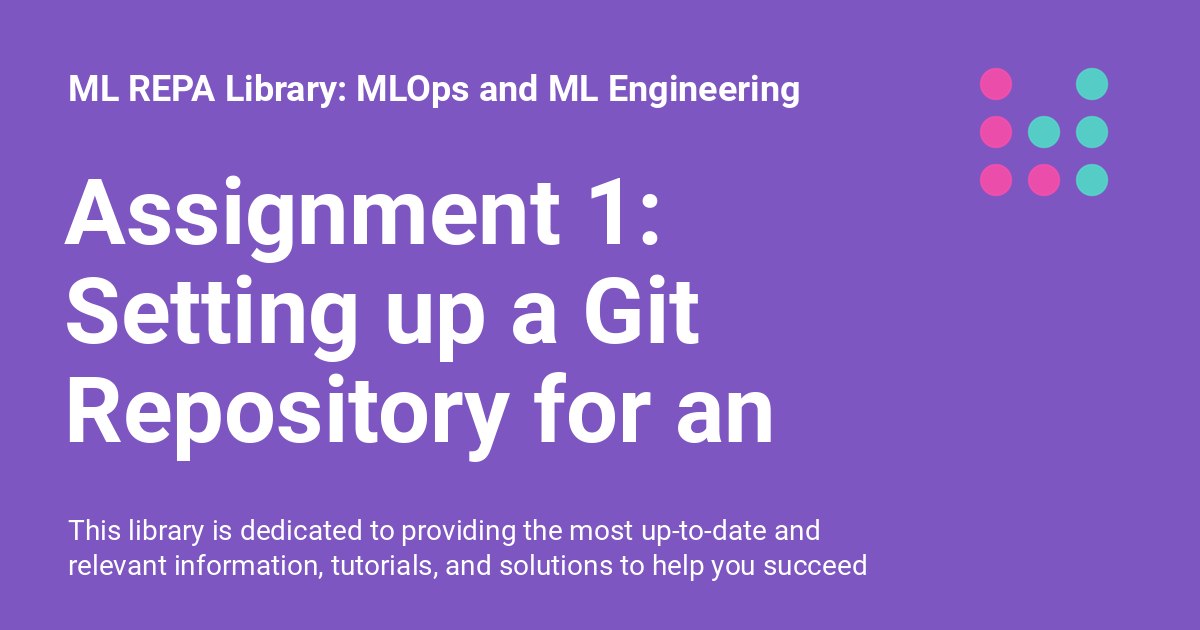 ML REPA Library: MLOps and ML Engineering
Assignment 1:
Setting up a Git
Repository for an
This library is dedicated to providing the most up-to-date and
relevant information, tutorials, and solutions to help you succeed